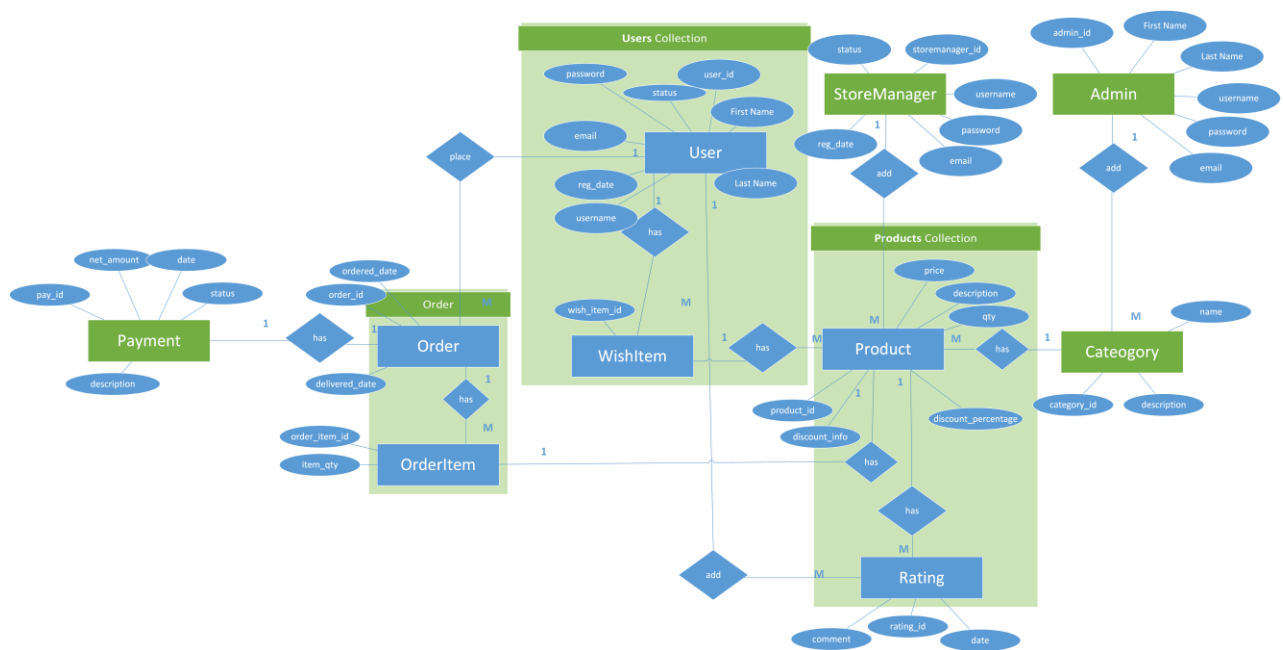 Users Collection
password
status
user_id
First Name
email
1
User
reg_date
Last Name
username
1
1
has
wish_item_id
M
WishItem
place
status
storemanager_id
StoreManager
username
password
1
reg_date
email
add
admin_id
First Name
Last Name
Admin
username
password
1
email
add
1
Products Collection
price
description
qty
M
1
has
M
Product
M
has
1
Cateogory
M
name
category_id
description
product_id
1
1
discount_percentage
discount_info
has
has
M
Rating
M
add
comment
rating_id
date
net_amount
date
pay_id
status
Payment
description
1
has
1
ordered_date
order_id
Order
M
Order
delivered_date
1
has
M
order_item_id
item_qty
OrderItem
1